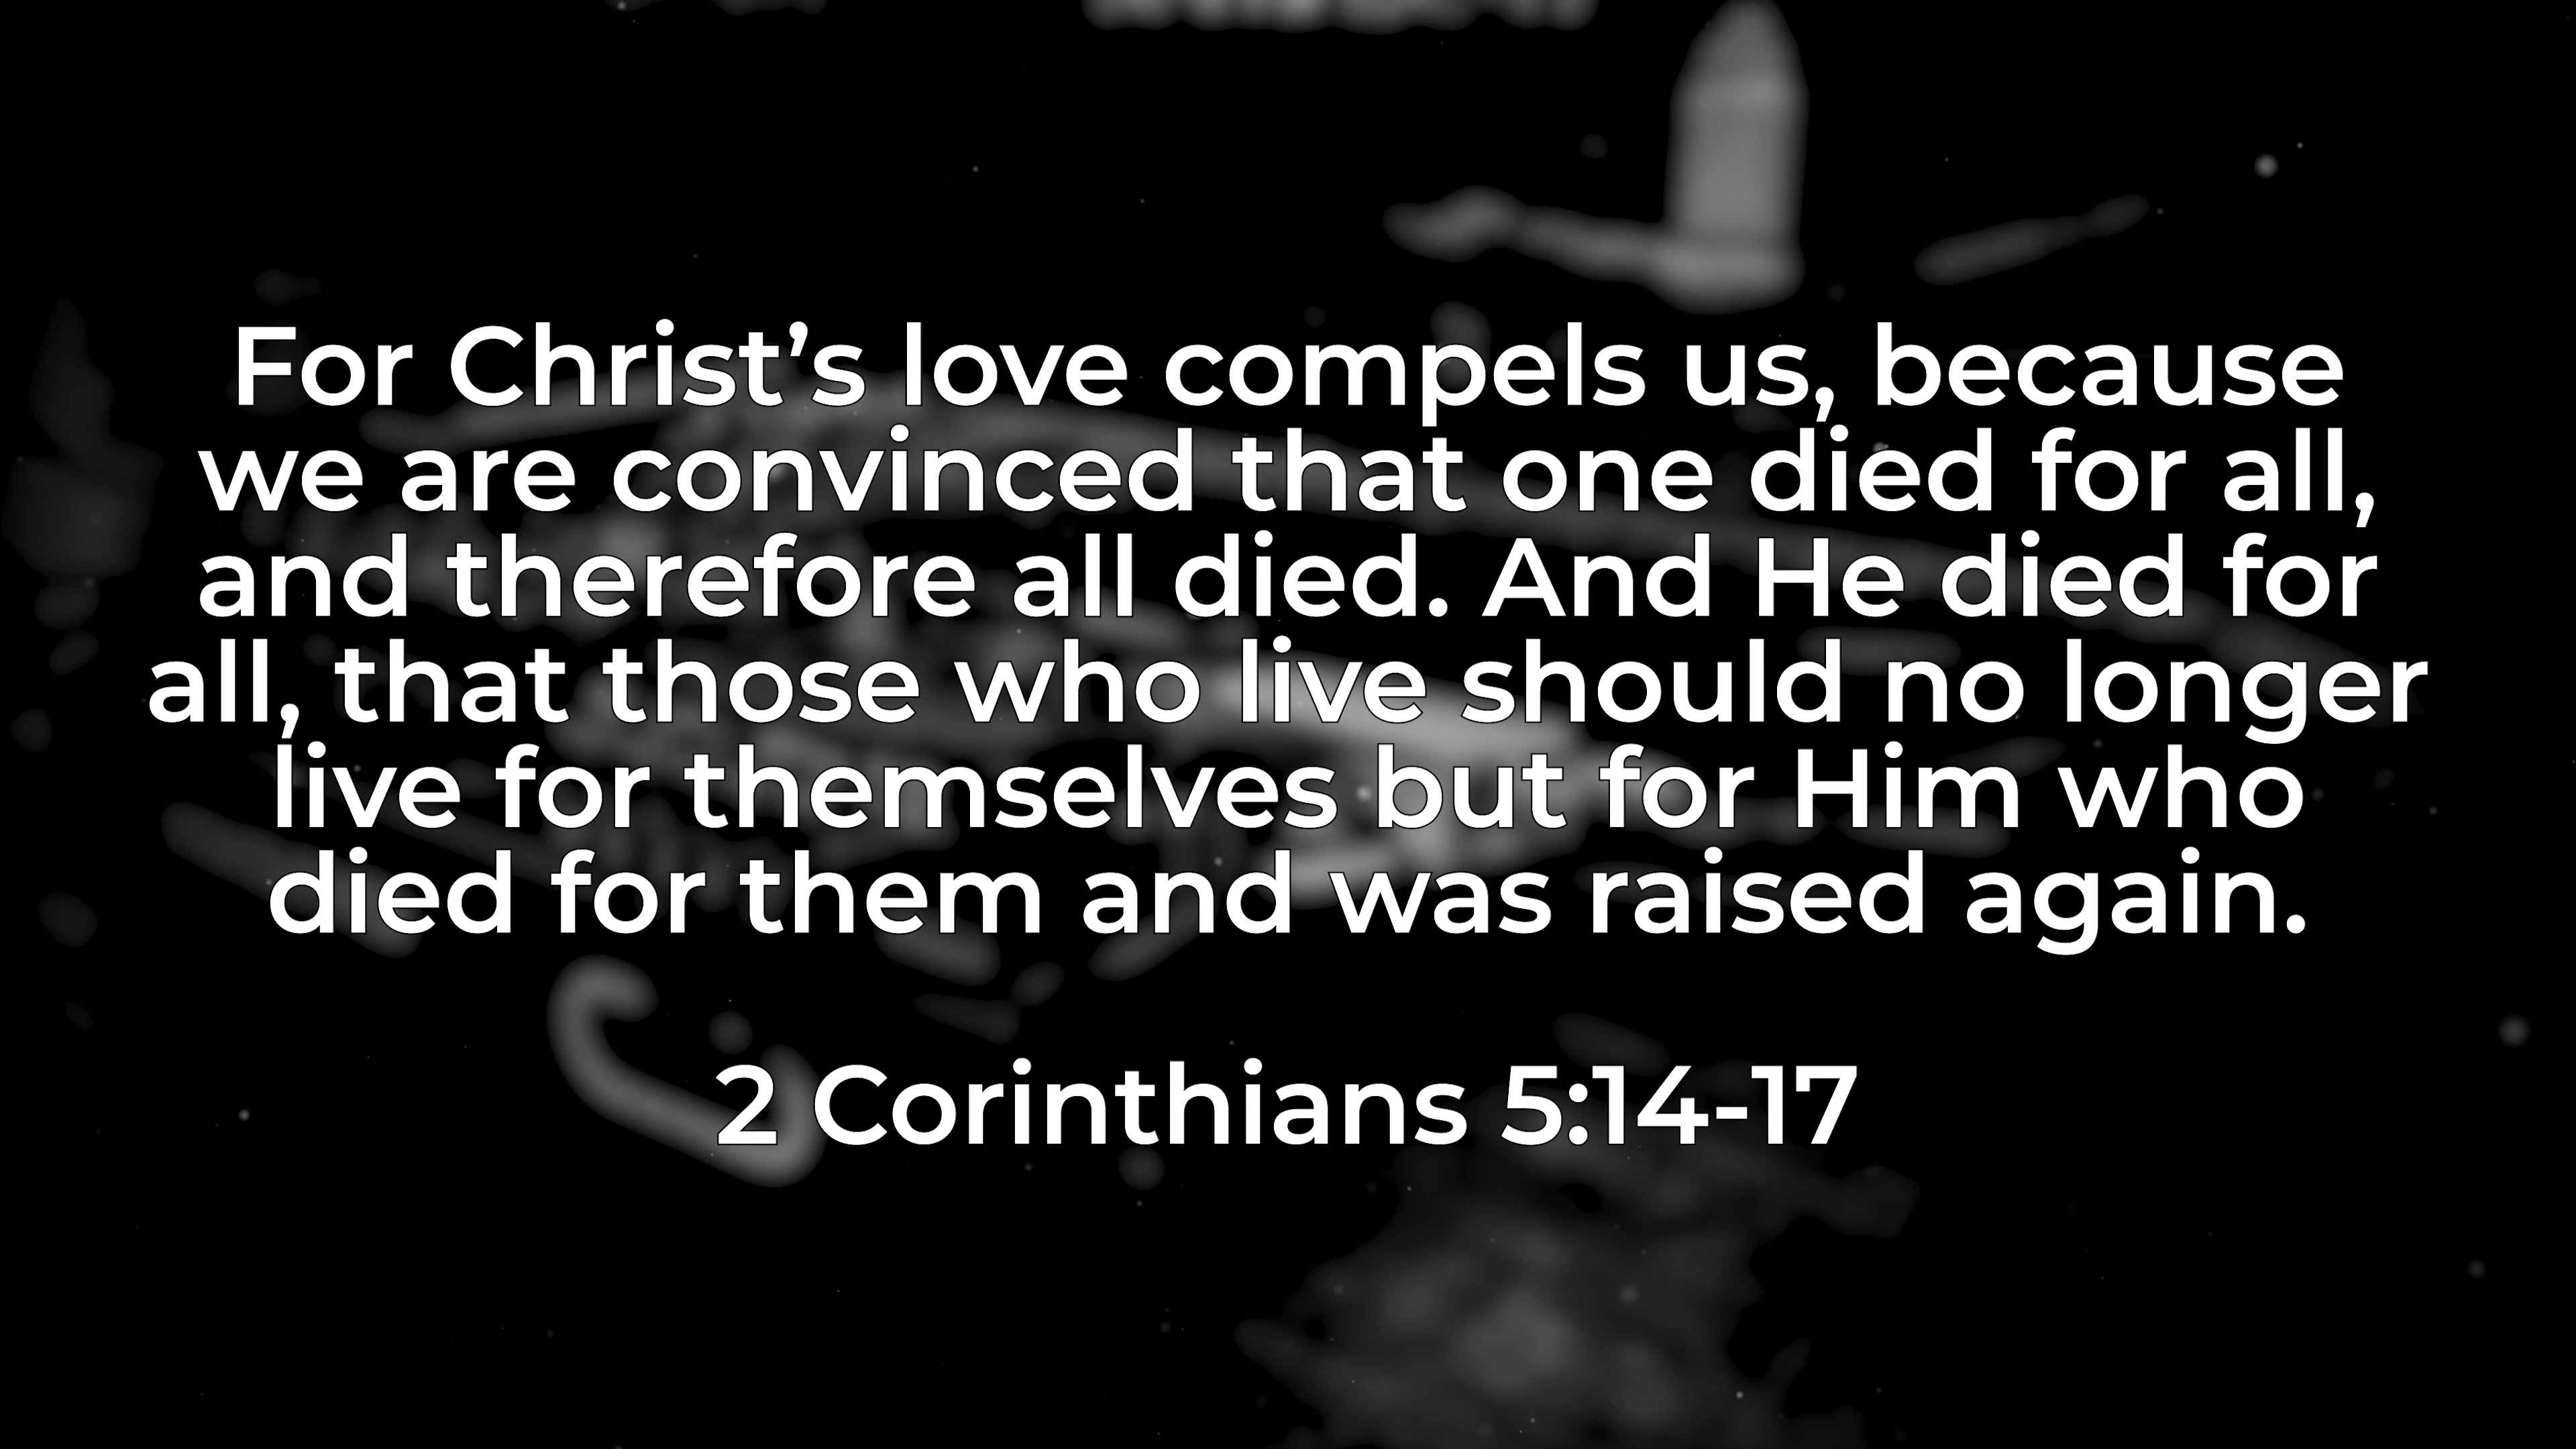 For Christ’s love compels us, because
we are convinced that one died for all,
and therefore all died. And He died for
all, that those who live should no longer
live for themselves but for Him who
died for them and was raised again.
2 Corinthians 5:14-17